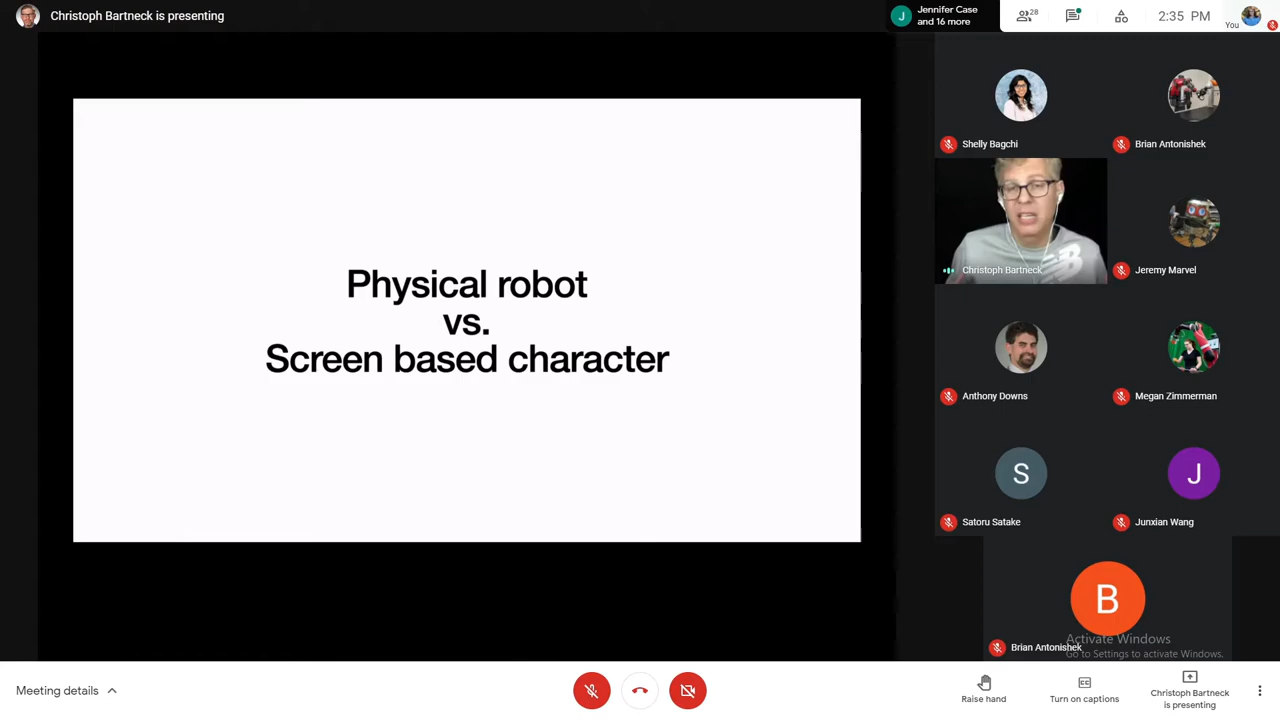 Christoph Bartneck is presenting
J
Jennifer Case
and 16 more
28
2:35 PM
You
Shelly Bagchi
Brian Antonishek
Christoph Bartneck
Jeremy Marvel
Physical robot
vs.
Screen based character
Anthony Downs
Megan Zimmerman
S
J
Satoru Satake
Junxian Wang
B
Brian Antonishek
Activate Windows
Go to Settings to activate Windows.
Meeting details
Raise hand
Turn on captions
Christoph Bartneck
is presenting